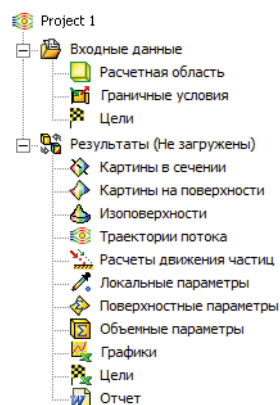 Project 1
Входные данные
Расчетная область
Граничные условия
Цели
Результаты (Не загружены)
Картины в сечении
Картины на поверхности
Изоповерхности
Траектории потока
Расчеты движения частиц
Локальные параметры
Поверхностные параметры
Объемные параметры
Графики
Цели
Отчет